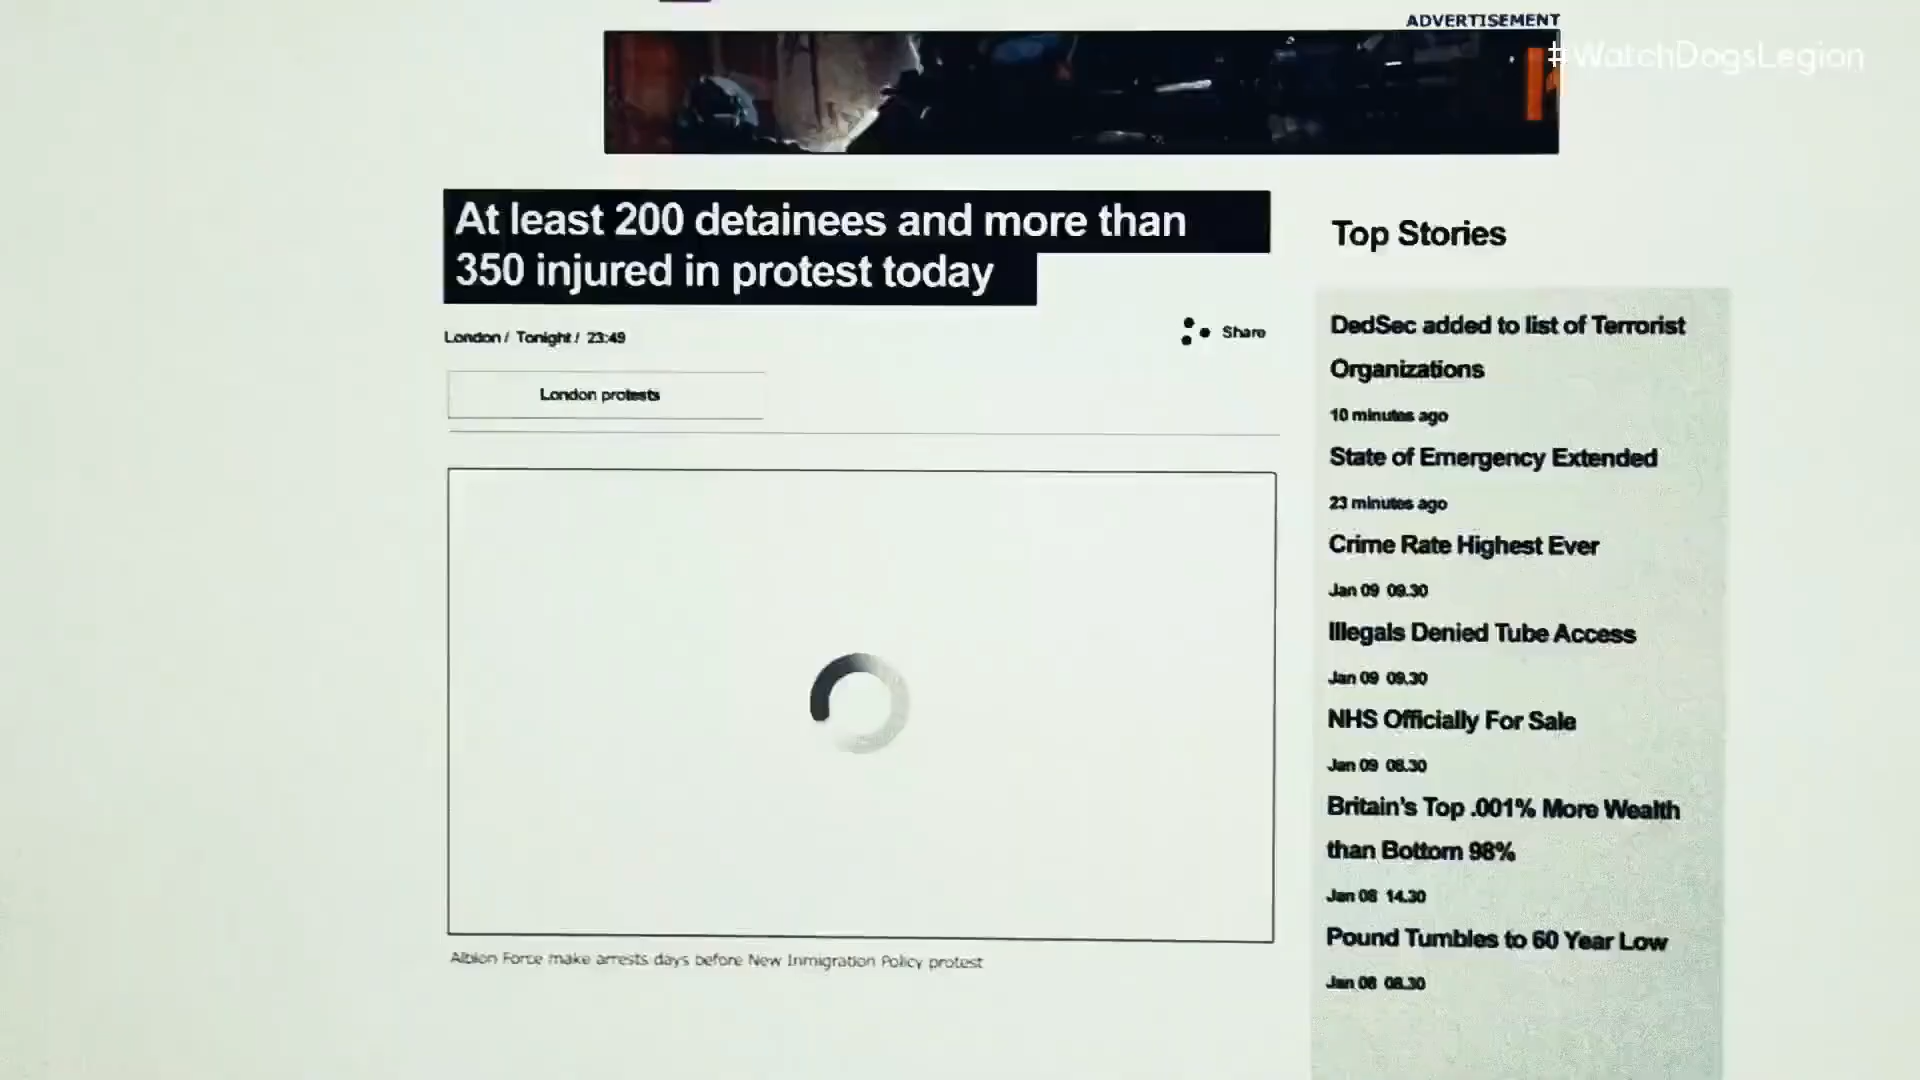 ADVERTISEMENT
#WatchDogsLegion
At least 200 detainees and more than
350 injured in protest today
London / Tonight / 23:49
Share
London protests
Albion Force make arrests days before New Inmigration Policy protest
Top Stories
DedSec added to list of Terrorist
Organizations
10 minutes ago
State of Emergency Extended
23 minutes ago
Crime Rate Highest Ever
Jan 09 09.30
Illegals Denied Tube Access
Jan 09 09.30
NHS Officially For Sale
Jan 09 08.30
Britain's Top .001% More Wealth
than Bottom 98%
Jan 08 14.30
Pound Tumbles to 60 Year Low
Jan 08 08.30